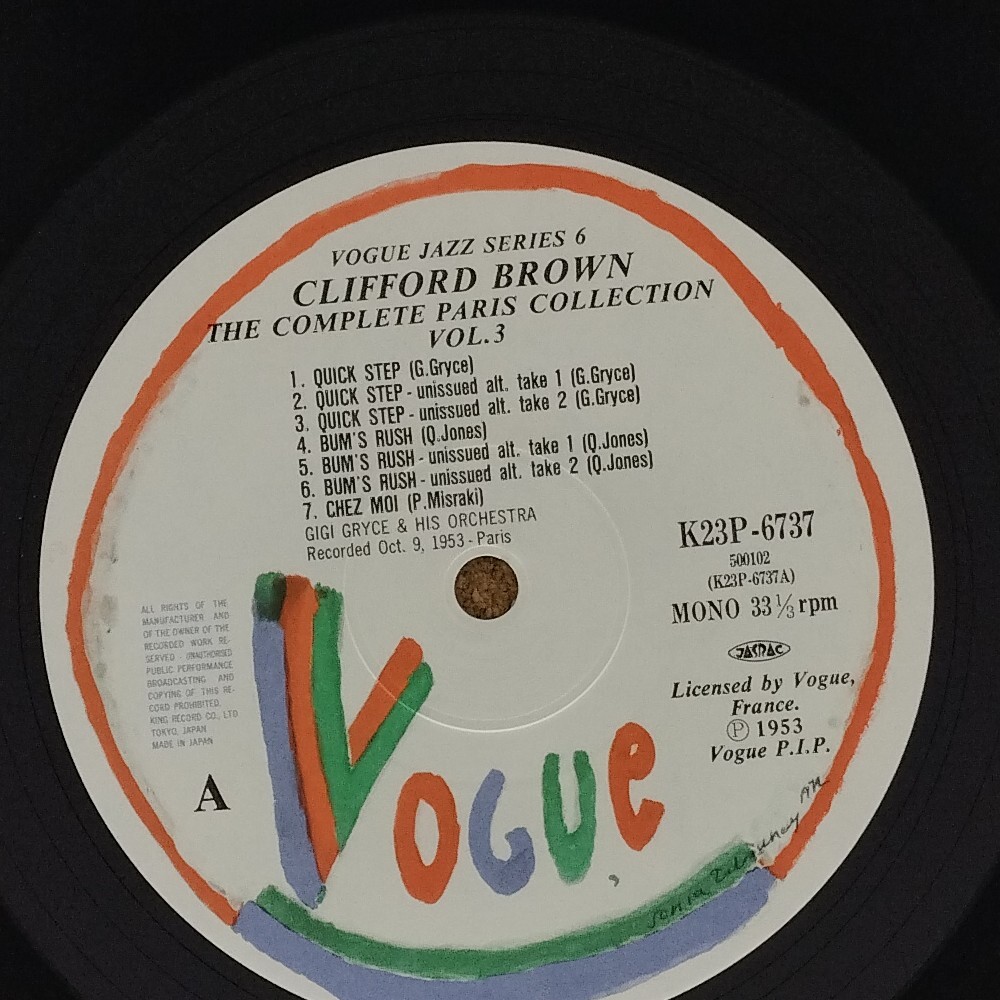 VOGUE JAZZ SERIES 6
CLIFFORD BROWN
THE COMPLETE PARIS COLLECTION
VOL.3
1. QUICK STEP (G.Gryce)
2. QUICK STEP - unissued alt. take 1 (G.Gryce)
3. QUICK STEP - unissued alt. take 2 (G.Gryce)
4. BUM'S RUSH (Q.Jones)
5. BUM'S RUSH - unissued alt. take 1 (Q.Jones)
6. BUM'S RUSH - unissued alt. take 2 (Q.Jones)
7. CHEZ MOI (P.Misraki)
GIGI GRYCE & HIS ORCHESTRA
Recorded Oct. 9, 1953 - Paris
K23P-6737
500102
(K23P-6737A)
MONO 33 1/3 rpm
JASRAC
Licensed by Vogue,
France.
Ⓟ 1953
Vogue P.I.P.
ALL RIGHTS OF THE
MANUFACTURER AND
OF THE OWNER OF THE
RECORDED WORK RE-
SERVED - UNAUTHORISED
PUBLIC PERFORMANCE
BROADCASTING AND
COPYING OF THIS RE-
CORD PROHIBITED.
KING RECORD CO., LTD
TOKYO, JAPAN
MADE IN JAPAN
A
VOGUE
Sonia Delaunay